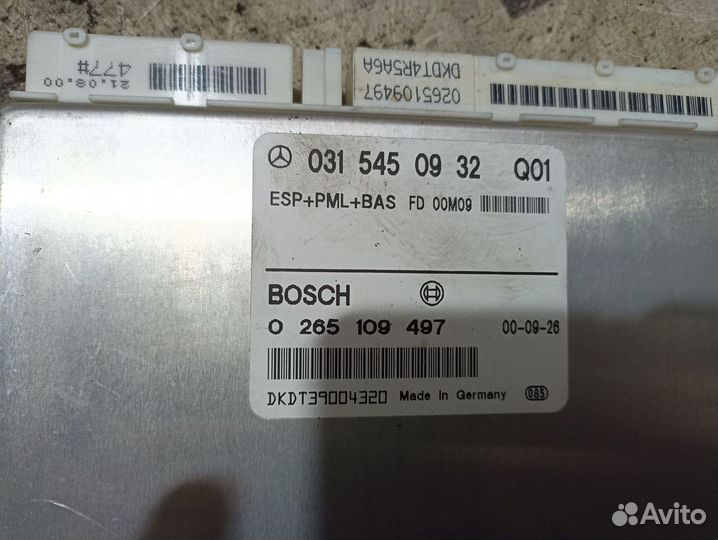 21.08.00
477#
DKDT4R5A6A
0265109497
031 545 09 32 Q01
ESP+PML+BAS FD 00M09
BOSCH
0 265 109 497 00-09-26
DKDT39004320 Made In Germany 085
Avito